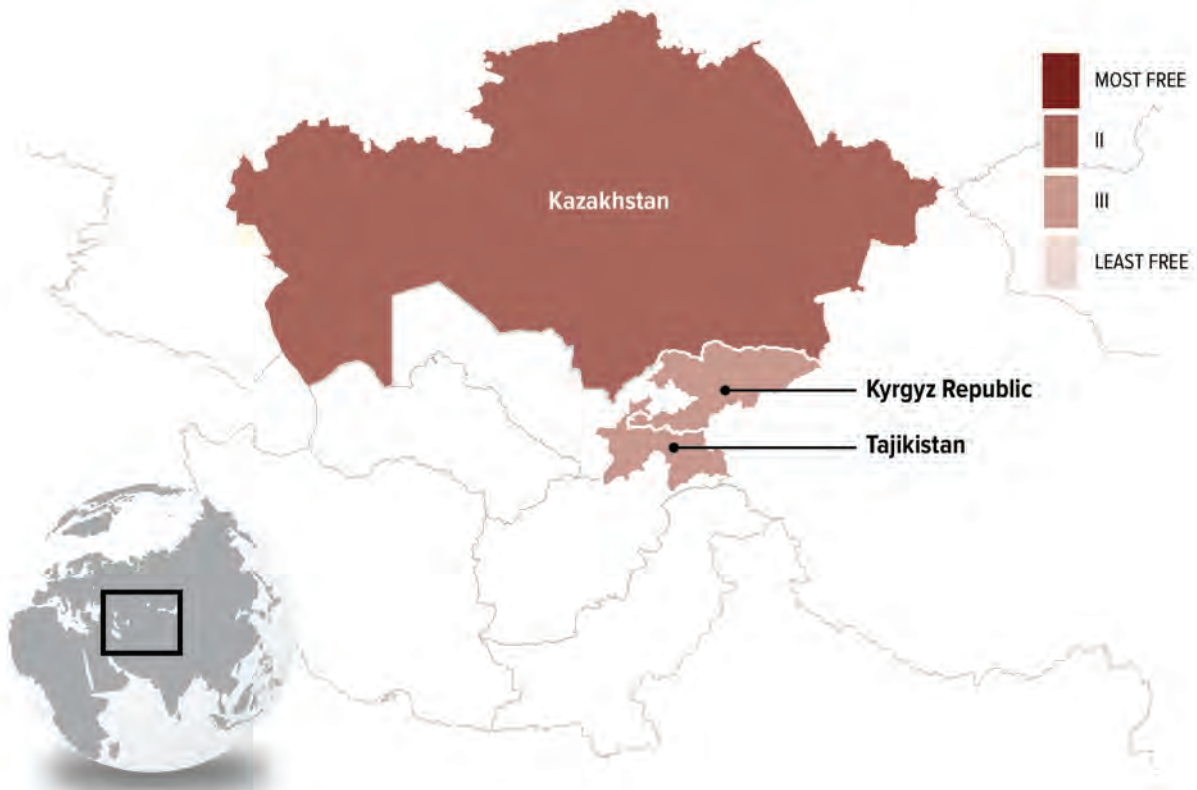 MOST FREE
II
Kazakhstan
III
LEAST FREE
Kyrgyz Republic
Tajikistan